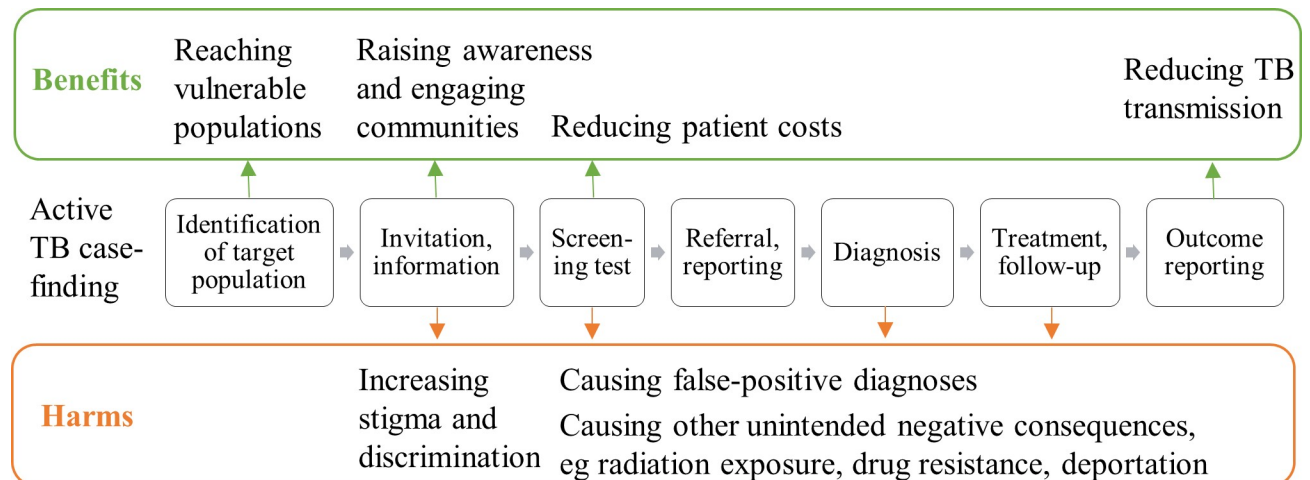 Benefits
Reaching
vulnerable
populations
Raising awareness
and engaging
communities
Reducing patient costs
Reducing TB
transmission
Active
TB case-
finding
Identification
of target
population
Invitation,
information
Screen-
ing test
Referral,
reporting
Diagnosis
Treatment,
follow-up
Outcome
reporting
Harms
Increasing
stigma and
discrimination
Causing false-positive diagnoses
Causing other unintended negative consequences,
eg radiation exposure, drug resistance, deportation